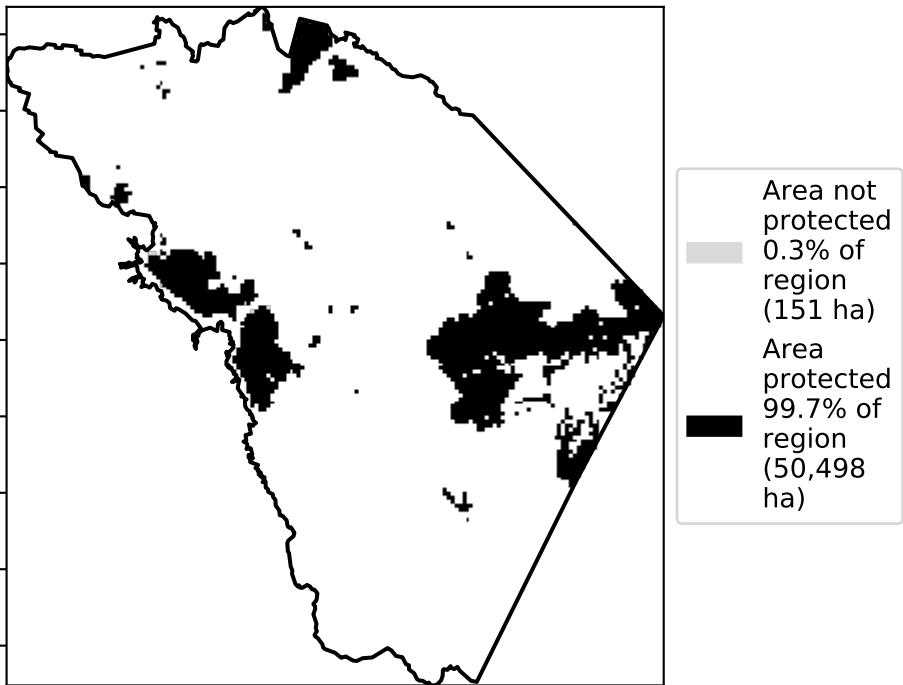 Area not
protected
0.3% of
region
(151 ha)
Area
protected
99.7% of
region
(50,498
ha)